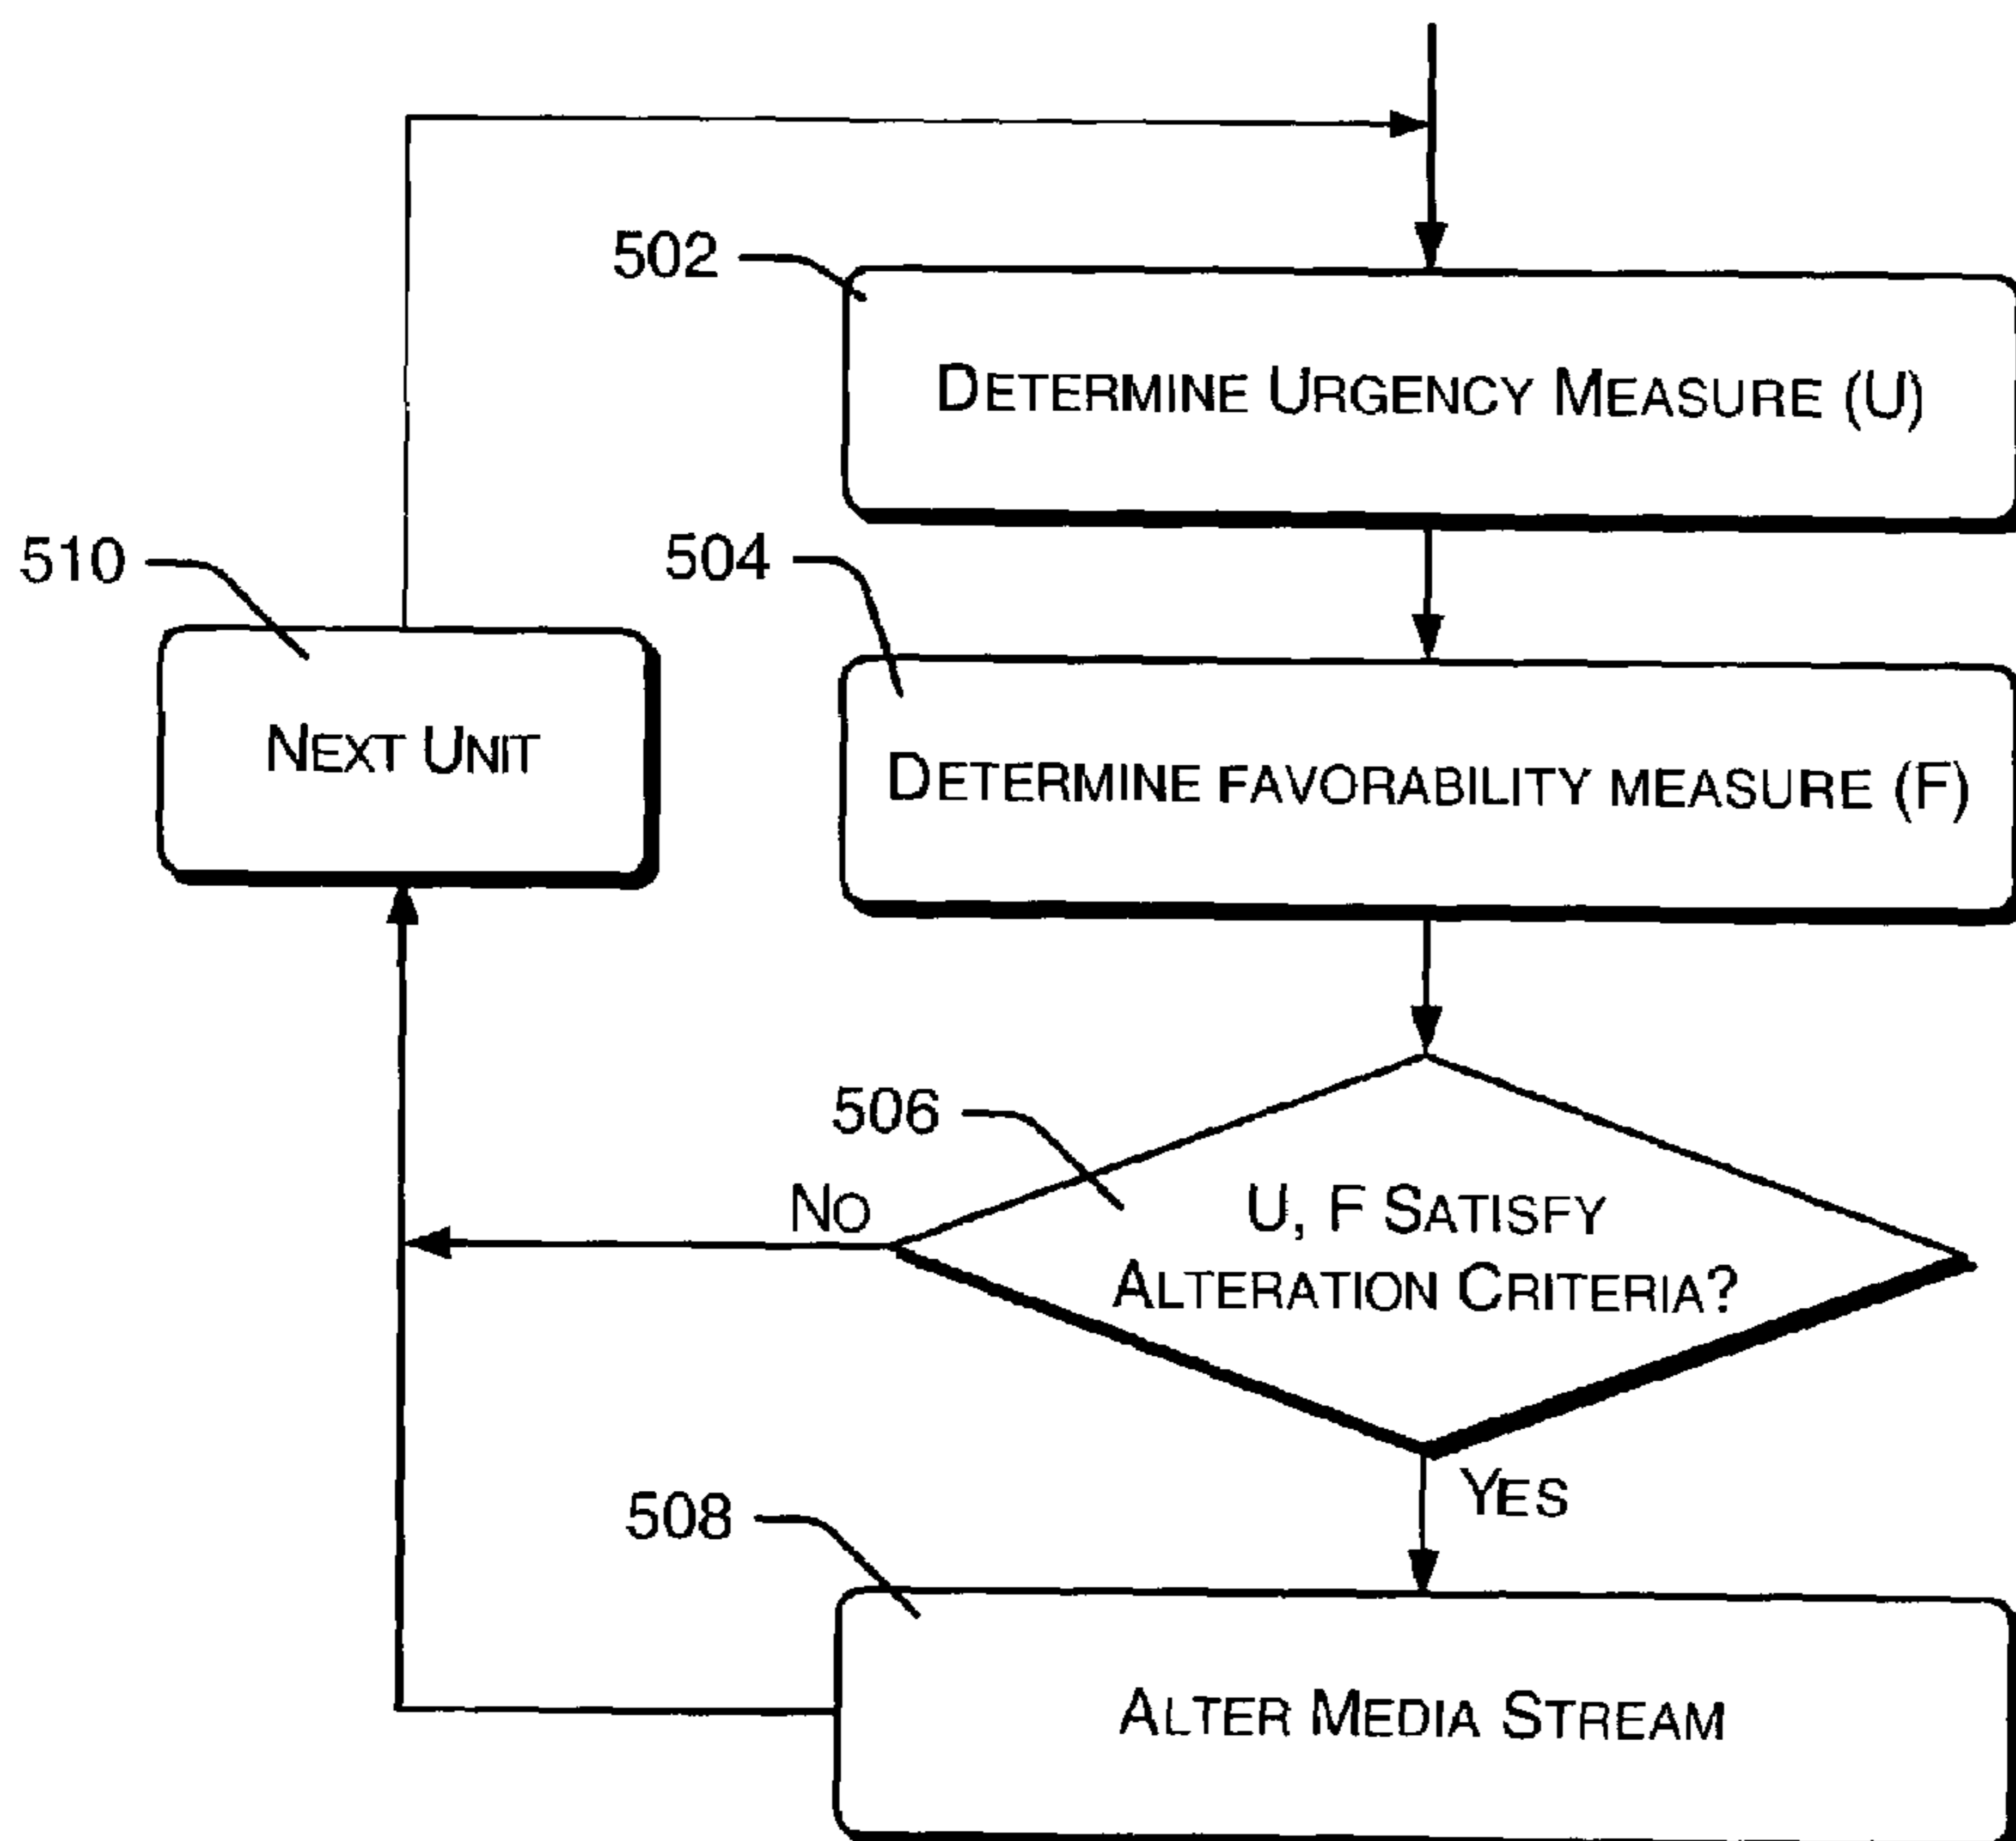 502
DETERMINE URGENCY MEASURE (U)
510
504
NEXT UNIT
DETERMINE FAVORABILITY MEASURE (F)
506
NO
U, F SATISFY
ALTERATION CRITERIA?
YES
508
ALTER MEDIA STREAM